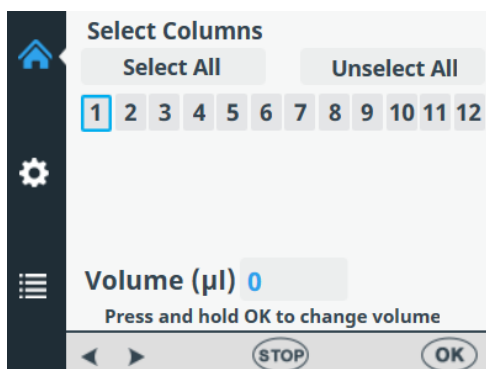 Select Columns
Select All Unselect All
1 2 3 4 5 6 7 8 9 10 11 12
Volume (µl) 0
Press and hold OK to change volume
STOP OK